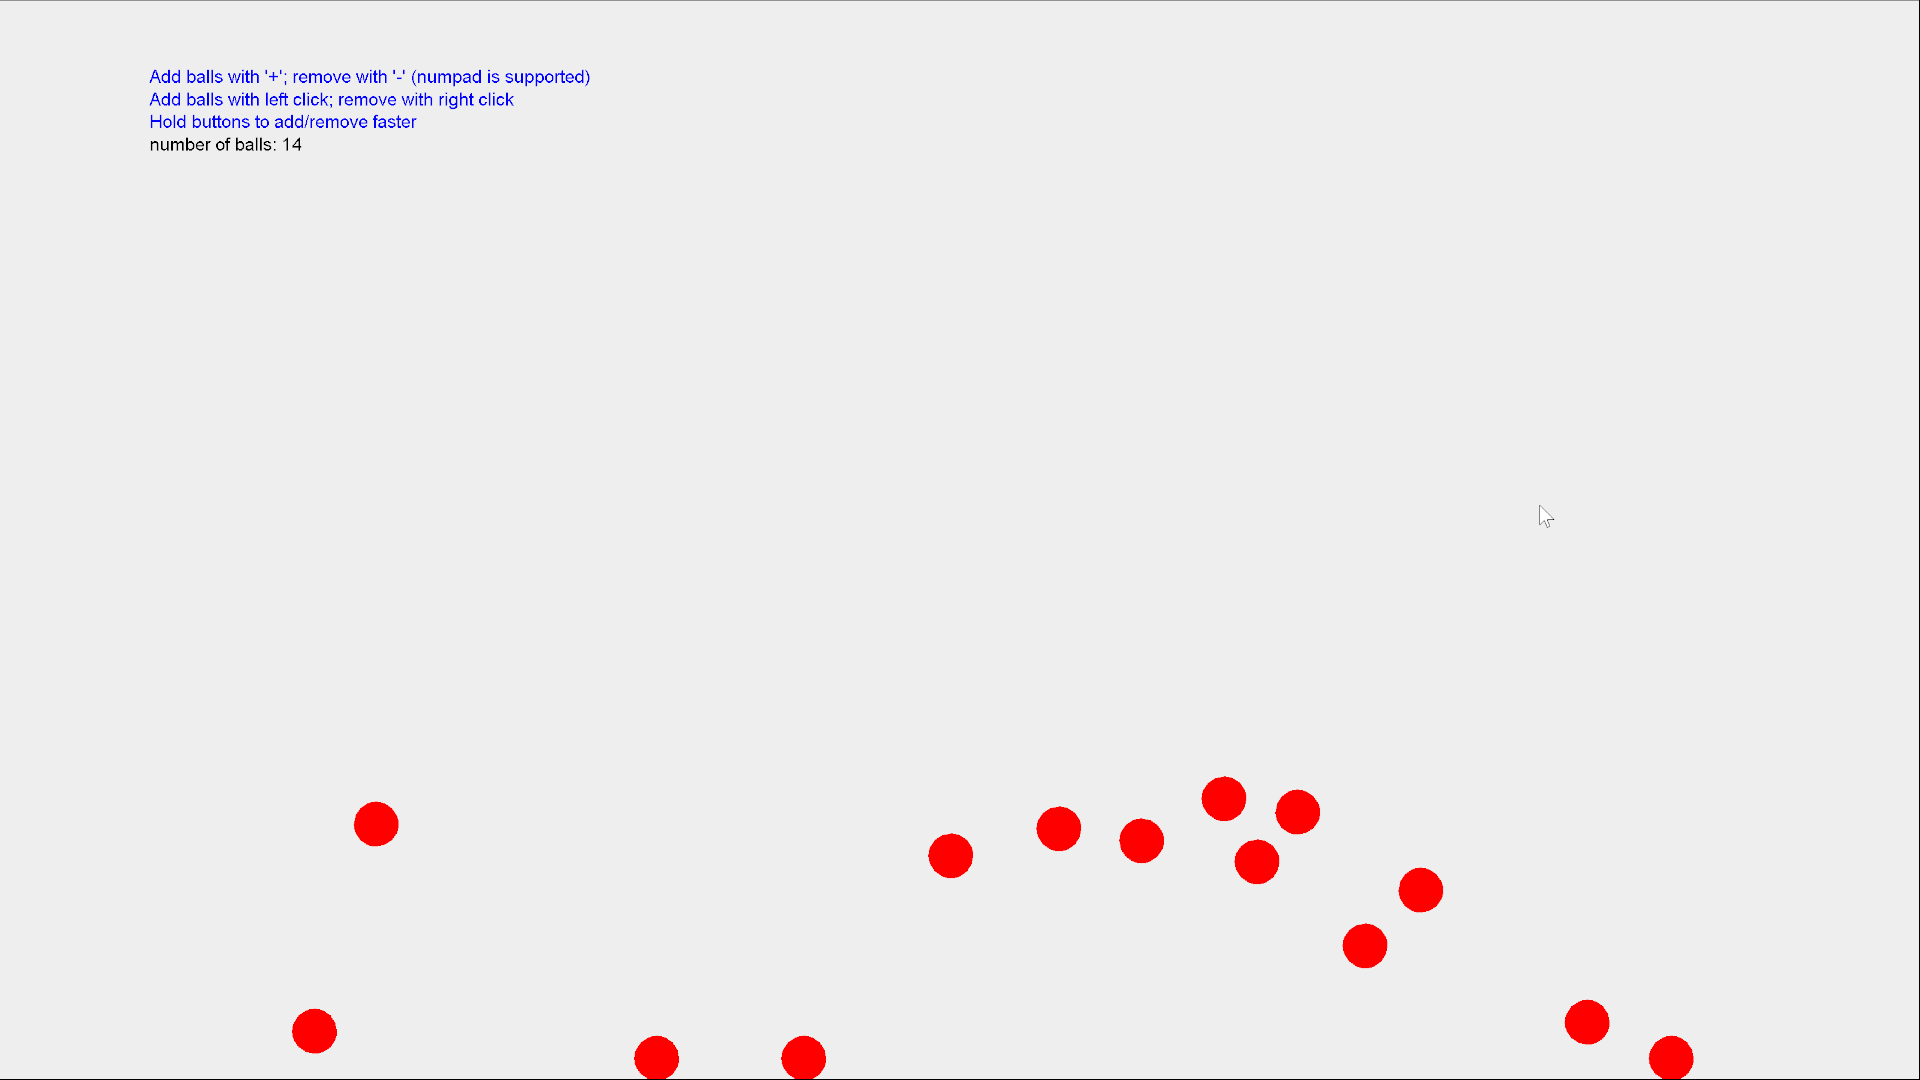 Add balls with '+'; remove with '-' (numpad is supported)
Add balls with left click; remove with right click
Hold buttons to add/remove faster
number of balls: 14